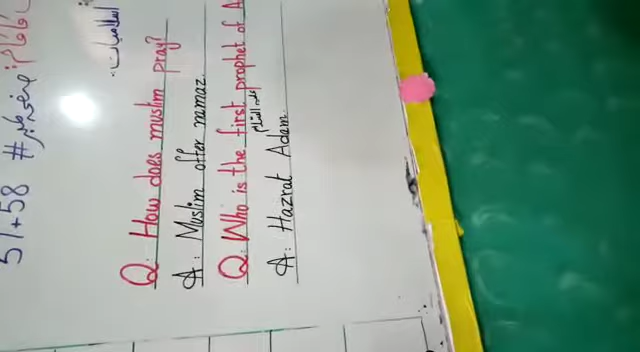 51+58 #
اسلامیات:
Q: How does muslim pray?
A: Muslim offer namaz.
Q: Who is the first prophet of A
A: Hazrat Adam علیہ السلام.